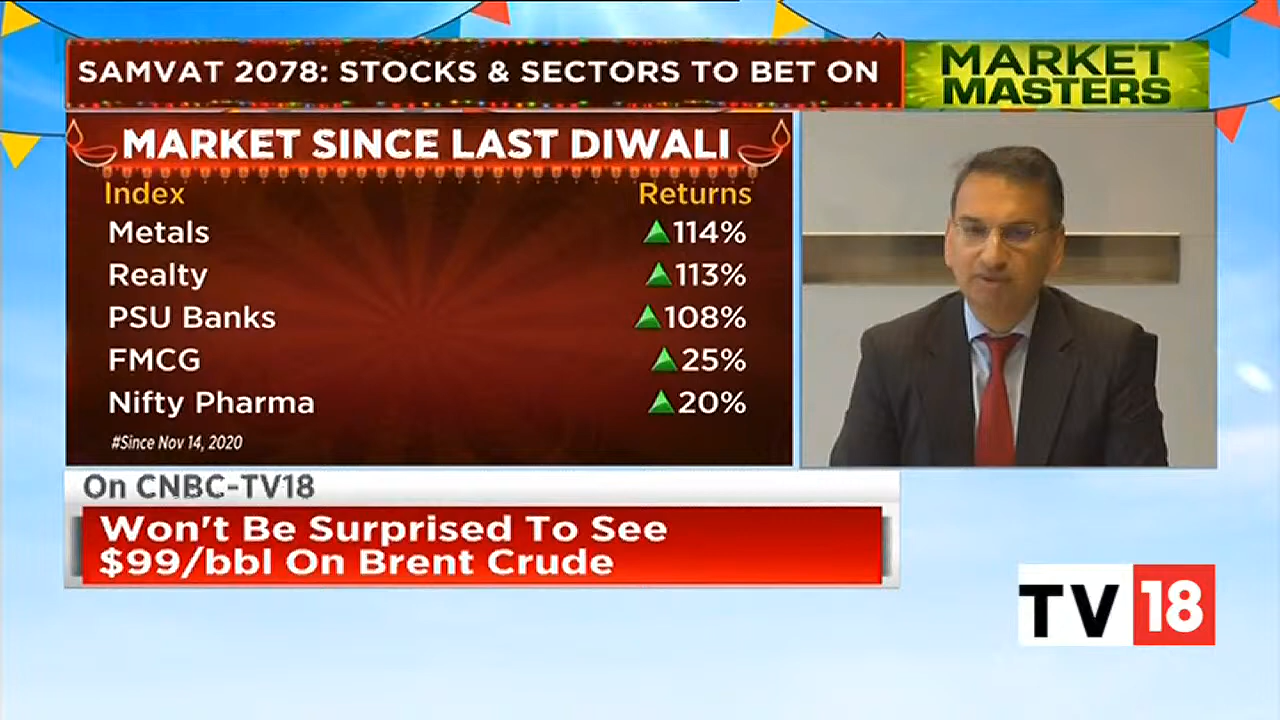 SAMVAT 2078: STOCKS & SECTORS TO BET ON
MARKET
MASTERS
MARKET SINCE LAST DIWALI
Index Returns
Metals 114%
Realty 113%
PSU Banks 108%
FMCG 25%
Nifty Pharma 20%
#Since Nov 14, 2020
On CNBC-TV18
Won't Be Surprised To See
$99/bbl On Brent Crude
TV18